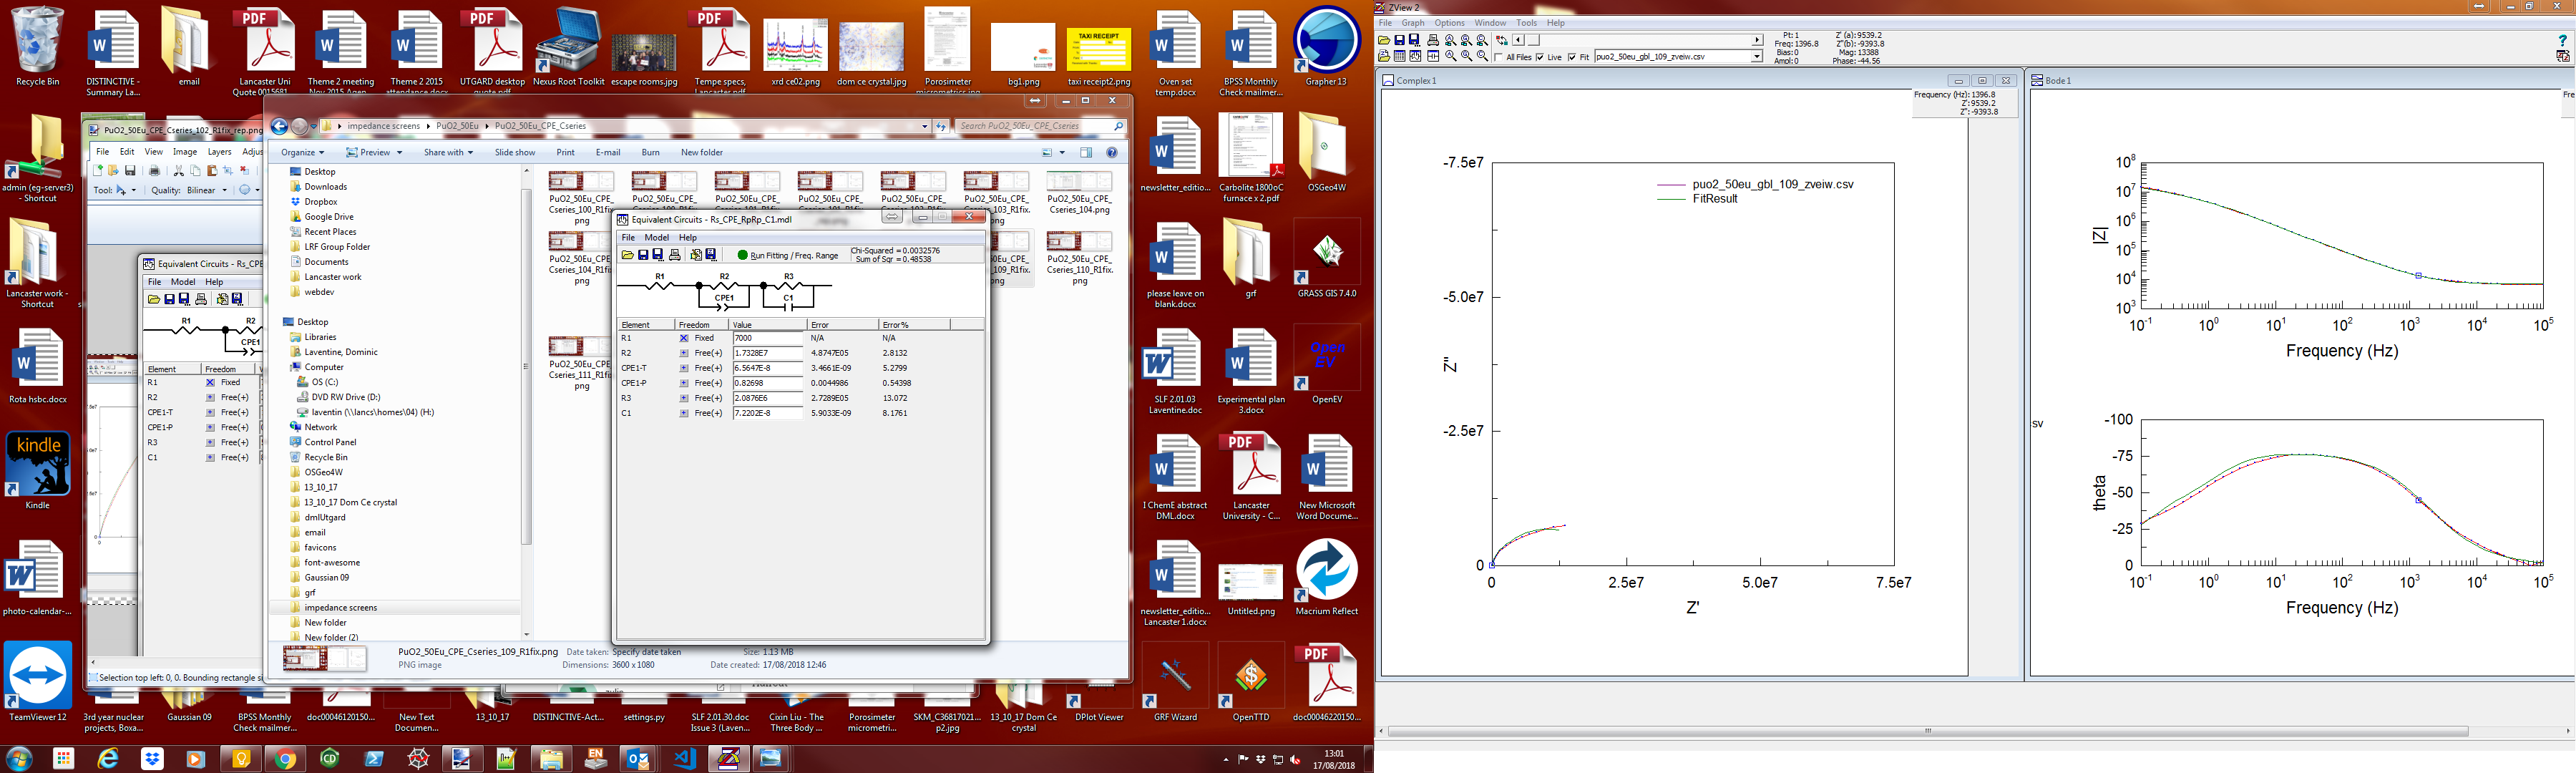 Recycle Bin
DISTINCTIVE - Summary La...
email
Lancaster Uni Quote 0015681...
Theme 2 meeting Nov 2015 Agen...
Theme 2 2015 attendance.docx
UTGARD desktop quote.pdf
Nexus Root Toolkit
escape rooms.jpg
Tempe specs, Lancaster.pdf
xrd ce02.png
dom ce crystal.jpg
Porosimeter micrometrics.jpg
bg1.png
TAXI RECEIPT
taxi receipt2.png
Oven set temp.docx
BPSS Monthly Check mailmer...
Grapher 13
admin (eg-server3) - Shortcut
Lancaster work - Shortcut
Rota hsbc.docx
kindle
Kindle
photo-calendar-...
TeamViewer 12
newsletter_editio...
Carbolite 1800oC furnace x 2.pdf
OSGeo4W
please leave on blank.docx
grf
GRASS GIS 7.4.0
SLF 2.01.03 Laventine.doc
Experimental plan 3.docx
Open EV
OpenEV
I ChemE abstract DML.docx
Lancaster University - C...
New Microsoft Word Docume...
newsletter_editio... Lancaster 1.docx
Untitled.png
Macrium Reflect
PuO2_50Eu_CPE_Cseries_102_R1fix_rep.png
File Edit View Image Layers Adjus
Tool: Quality: Bilinear
Equivalent Circuits - Rs_CPE
File Model Help
R1 R2
CPE1
Element Freedom
R1 Fixed
R2 Free(+)
CPE1-T Free(+)
CPE1-P Free(+)
R3 Free(+)
C1 Free(+)
Selection top left: 0, 0. Bounding rectangle si
impedance screens PuO2_50Eu PuO2_50Eu_CPE_Cseries
Search PuO2_50Eu_CPE_Cseries
Organize Preview Share with Slide show Print E-mail Burn New folder
Desktop
Downloads
Dropbox
Google Drive
Recent Places
LRF Group Folder
Documents
Lancaster work
webdev
Desktop
Libraries
Laventine, Dominic
Computer
OS (C:)
DVD RW Drive (D:)
laventin (\\lancs\homes\04) (H:)
Network
Control Panel
Recycle Bin
OSGeo4W
13_10_17
13_10_17 Dom Ce crystal
dmlUtgard
email
favicons
font-awesome
Gaussian 09
grf
impedance screens
New folder
New folder (2)
PuO2_50Eu_CPE_Cseries_104.png
PuO2_50Eu_CPE_Cseries_104_R1fix.png
PuO2_50Eu_CPE_Cseries_110_R1fix.png
PuO2_50Eu_CPE_Cseries_111_R1fix.png
PuO2_50Eu_CPE_Cseries_109_R1fix.png Date taken: Specify date taken Size: 1.13 MB
PNG image Dimensions: 3600 x 1080 Date created: 17/08/2018 12:46
Equivalent Circuits - Rs_CPE_RpRp_C1.mdl
File Model Help
Run Fitting / Freq. Range
Chi-Squared = 0.0032576
Sum of Sqr = 0.48538
R1 R2 R3
CPE1 C1
Element Freedom Value Error Error%
R1 Fixed 7000 N/A N/A
R2 Free(+) 1.7328E7 4.8747E05 2.8132
CPE1-T Free(+) 6.5647E-8 3.4661E-09 5.2799
CPE1-P Free(+) 0.82698 0.0044986 0.54398
R3 Free(+) 2.0876E6 2.7289E05 13.072
C1 Free(+) 7.2202E-8 5.9033E-09 8.1761
3rd year nuclear projects, Boxa...
Gaussian 09
BPSS Monthly Check mailmer...
doc00046120150...
New Text Documen...
13_10_17
DISTINCTIVE-Act...
settings.py
SLF 2.01.30.doc Issue 3 (Laven...
Cixin Liu - The Three Body ...
Porosimeter micrometri...
SKM_C36817021... p2.jpg
13_10_17 Dom Ce crystal
DPlot Viewer
GRF Wizard
OpenTTD
doc00046220150...
13:01
17/08/2018
ZView 2
File Graph Options Window Tools Help
All Files Live Fit puo2_50eu_gbl_109_zveiw.csv
Pt: 1
Freq: 1396.8
Bias: 0
Ampl: 0
Z' (a): 9539.2
Z''(b): -9393.8
Mag: 13388
Phase: -44.56
Complex 1
Frequency (Hz): 1396.8
Z': 9539.2
Z'': -9393.8
puo2_50eu_gbl_109_zveiw.csv
FitResult
-7.5e7
-5.0e7
-2.5e7
0
Z''
0 2.5e7 5.0e7 7.5e7
Z'
Bode 1
Fre
10^8
10^7
10^6
10^5
10^4
10^3
|Z|
10^-1 10^0 10^1 10^2 10^3 10^4 10^5
Frequency (Hz)
sv
-100
-75
-50
-25
0
theta
10^-1 10^0 10^1 10^2 10^3 10^4 10^5
Frequency (Hz)